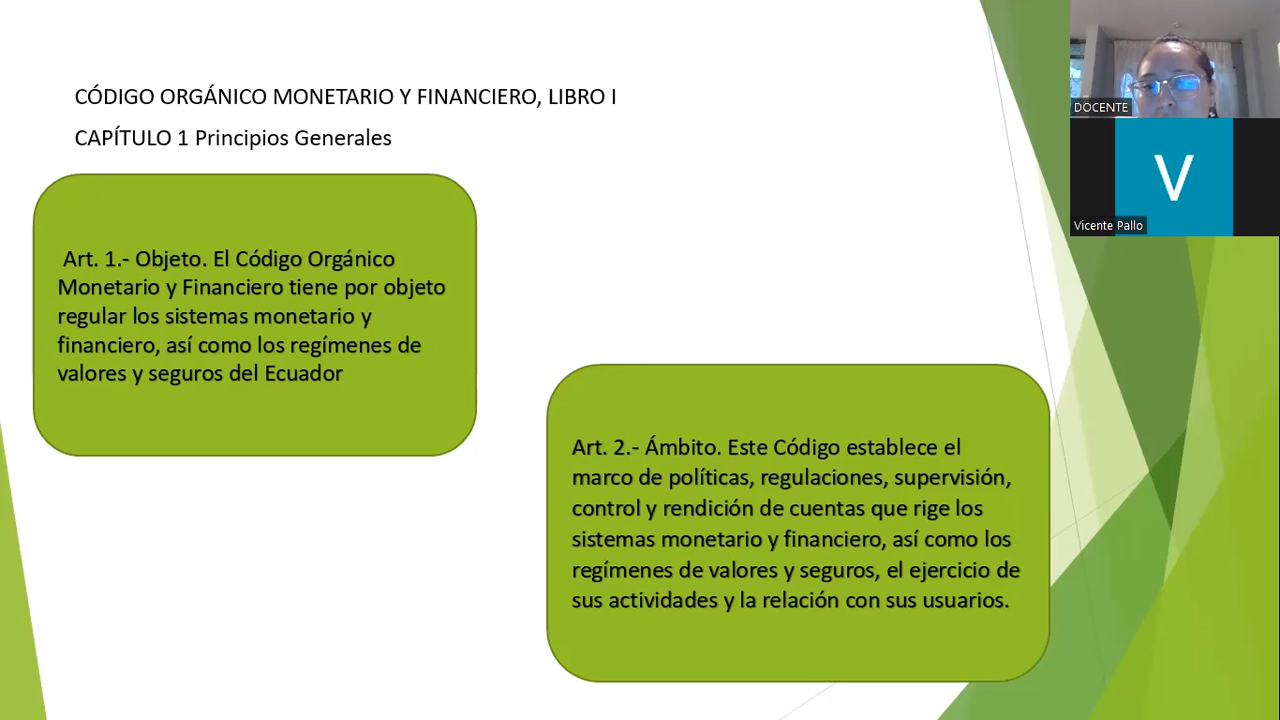 CÓDIGO ORGÁNICO MONETARIO Y FINANCIERO, LIBRO I
CAPÍTULO 1 Principios Generales
Art. 1.- Objeto. El Código Orgánico
Monetario y Financiero tiene por objeto
regular los sistemas monetario y
financiero, así como los regímenes de
valores y seguros del Ecuador
Art. 2.- Ámbito. Este Código establece el
marco de políticas, regulaciones, supervisión,
control y rendición de cuentas que rige los
sistemas monetario y financiero, así como los
regímenes de valores y seguros, el ejercicio de
sus actividades y la relación con sus usuarios.
DOCENTE
V
Vicente Pallo